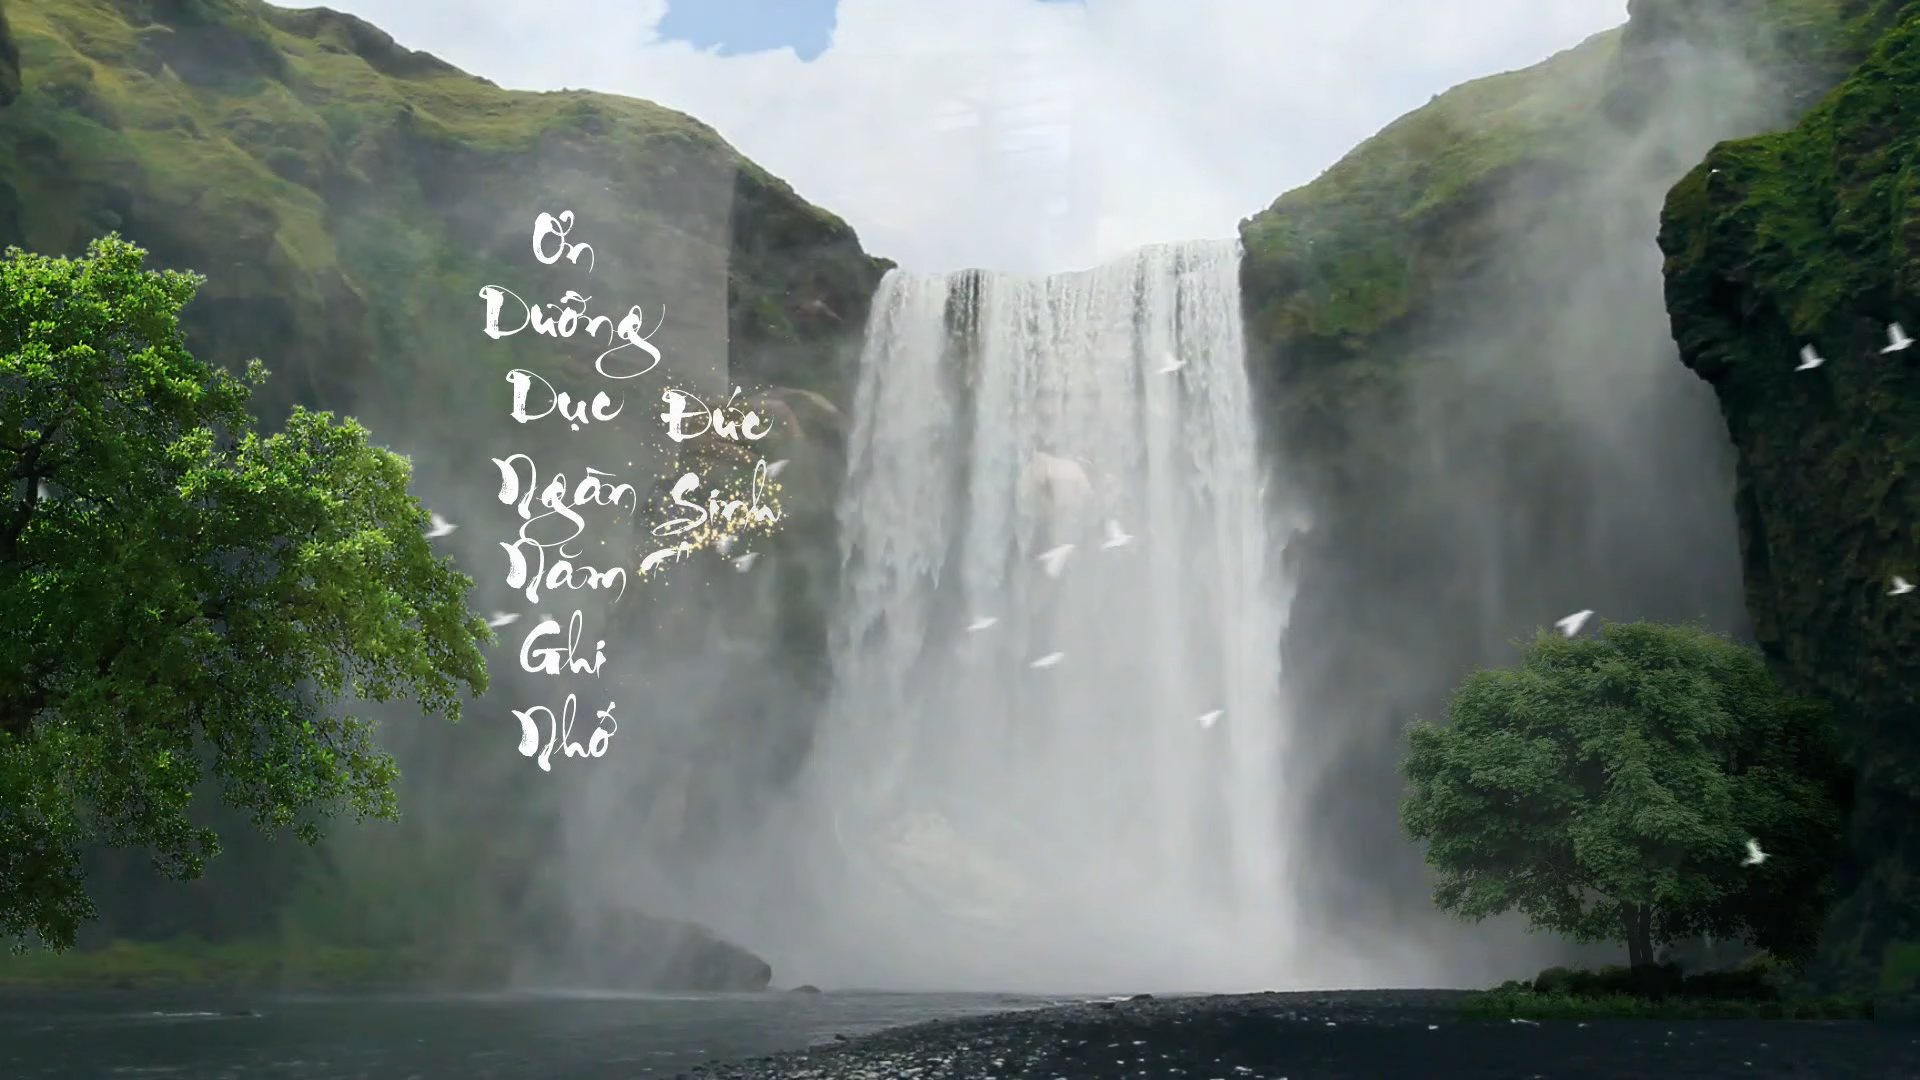 Ơn
Dưỡng
Dục
Ngàn
Năm
Ghi
Nhớ
Đức
Sinh